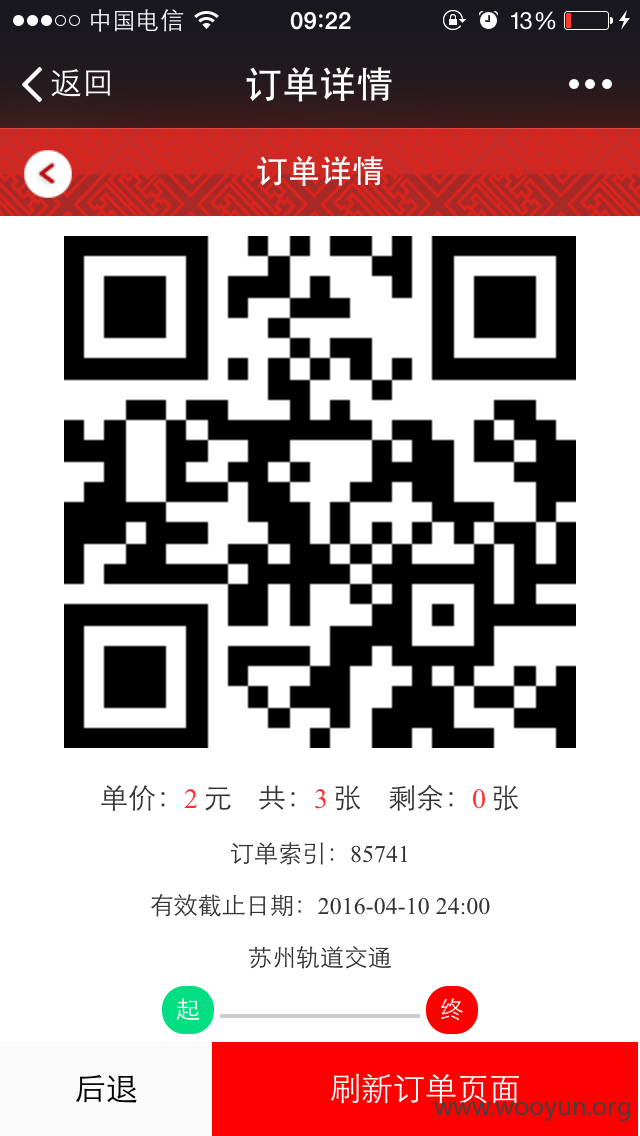 中国电信 09:22 13%
返回 订单详情
订单详情
单价：2元 共：3张 剩余：0张
订单索引：85741
有效截止日期：2016-04-10 24:00
苏州轨道交通
起 终
后退 刷新订单页面
www.wooyun.org